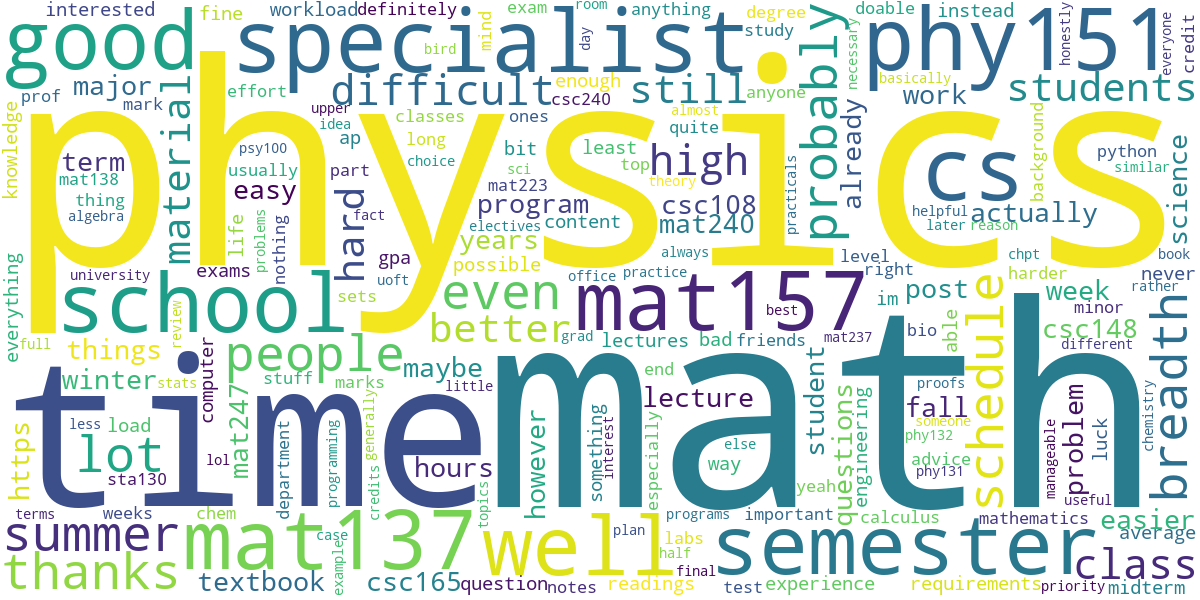 interested
workload
definitely
exam
room
anything
degree
doable
instead
honestly
everyone
credit
good
fine
specialist
bird
mind
day
study
probably
phy151
necessary
basically
prof
major
mark
material
effort
difficult
enough
csc240
still
anyone
work
students
knowledge
physics
term
mat138
thing
algebra
psy100
usually
easy
upper
idea
ap
part
classes
long
choice
ones
bit
sci
mat223
program
electives
almost
quite
least
top
high
theory
csc108
mat240
content
practicals
already
cs
background
python
similar
science
helpful
actually
later
reason
everything
university
exams
life
problems
nothing
hard
fact
gpa
uoft
years
possible
office
practice
always
level
right
chpt
book
harder
never
rather
school
review
sets
even
better
mat157
best
mat237
im
post
schedule
week
minor
breadth
full
things
people
grad
lectures
bad
friends
bio
able
csc148
different
winter
stats
computer
stuff
marks
maybe
little
end
lecture
student
proofs
fall
someone
problem
luck
chemistry
time
math
less
load
lot
sta130
lol
mat247
department
programming
generally
credits
hours
topics
however
something
interest
especially
else
way
yeah
questions
engineering
phy132
advice
phy131
manageable
useful
https
terms
weeks
chem
summer
mat137
case
examples
well
plan
programs
labs
half
final
important
semester
calculus
mathematics
easier
average
class
thanks
textbook
csc165
question
notes
readings
test
experience
requirements
priority
midterm